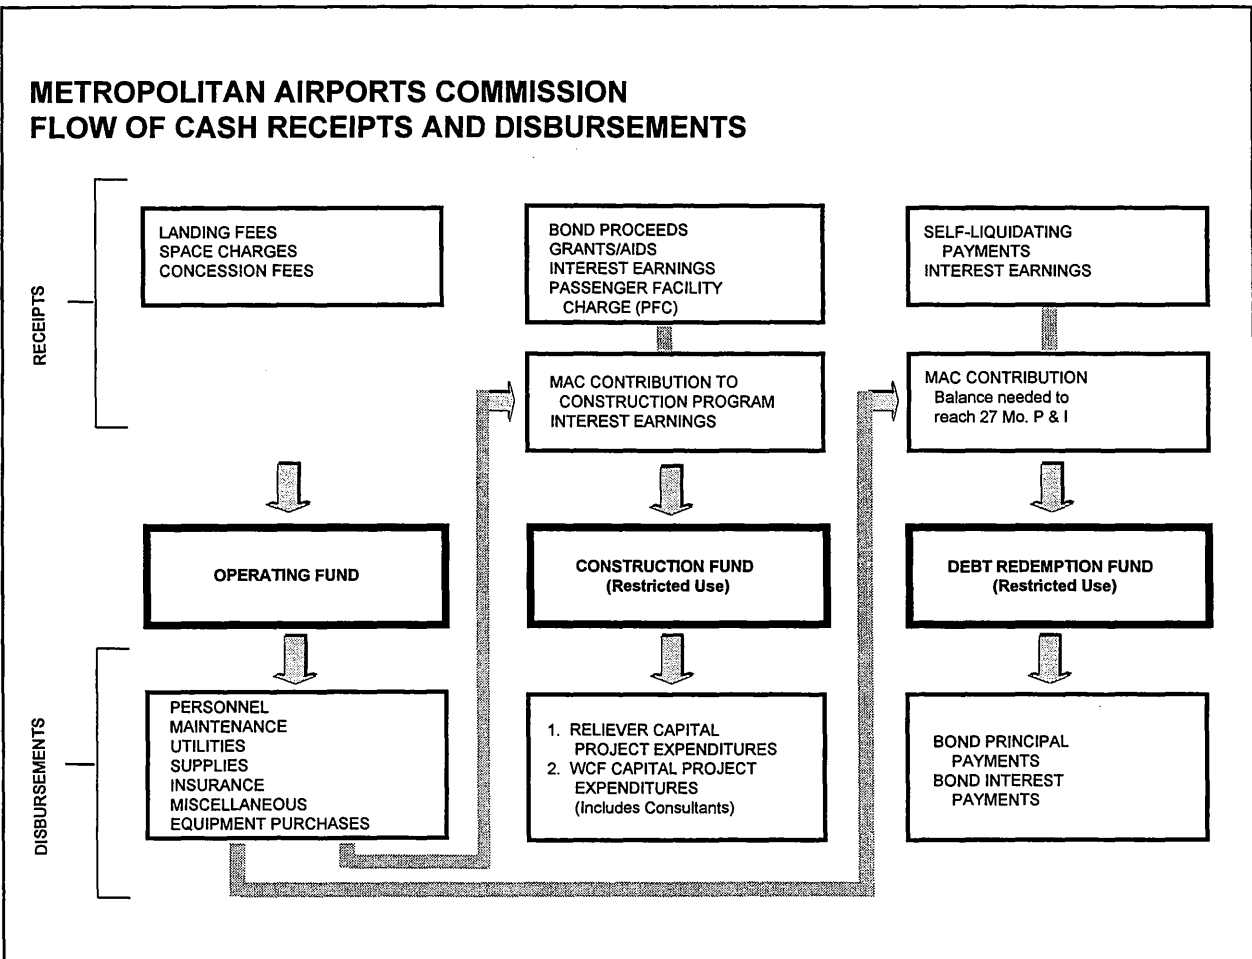 METROPOLITAN AIRPORTS COMMISSION
FLOW OF CASH RECEIPTS AND DISBURSEMENTS
RECEIPTS
LANDING FEES
SPACE CHARGES
CONCESSION FEES
BOND PROCEEDS
GRANTS/AIDS
INTEREST EARNINGS
PASSENGER FACILITY
CHARGE (PFC)
SELF-LIQUIDATING
PAYMENTS
INTEREST EARNINGS
MAC CONTRIBUTION TO
CONSTRUCTION PROGRAM
INTEREST EARNINGS
MAC CONTRIBUTION
Balance needed to
reach 27 Mo. P & I
OPERATING FUND
CONSTRUCTION FUND
(Restricted Use)
DEBT REDEMPTION FUND
(Restricted Use)
DISBURSEMENTS
PERSONNEL
MAINTENANCE
UTILITIES
SUPPLIES
INSURANCE
MISCELLANEOUS
EQUIPMENT PURCHASES
1. RELIEVER CAPITAL
PROJECT EXPENDITURES
2. WCF CAPITAL PROJECT
EXPENDITURES
(Includes Consultants)
BOND PRINCIPAL
PAYMENTS
BOND INTEREST
PAYMENTS